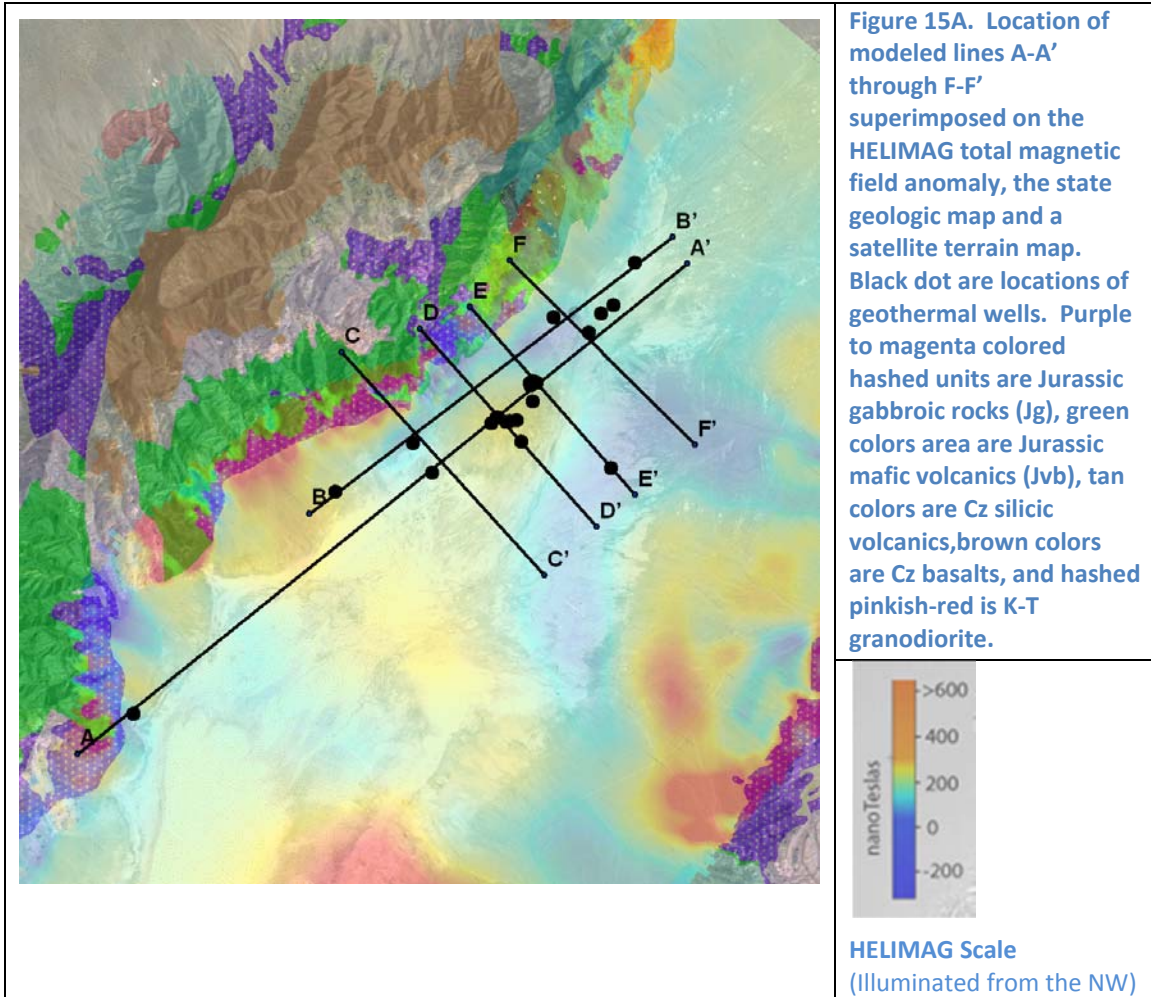 B'
A'
F
E
D
C
F'
B
E'
D'
C'
A
Figure 15A. Location of
modeled lines A-A’
through F-F’
superimposed on the
HELIMAG total magnetic
field anomaly, the state
geologic map and a
satellite terrain map.
Black dot are locations of
geothermal wells. Purple
to magenta colored
hashed units are Jurassic
gabbroic rocks (Jg), green
colors area are Jurassic
mafic volcanics (Jvb), tan
colors are Cz silicic
volcanics,brown colors
are Cz basalts, and hashed
pinkish-red is K-T
granodiorite.
>600
400
200
0
-200
nanoTeslas
HELIMAG Scale
(Illuminated from the NW)